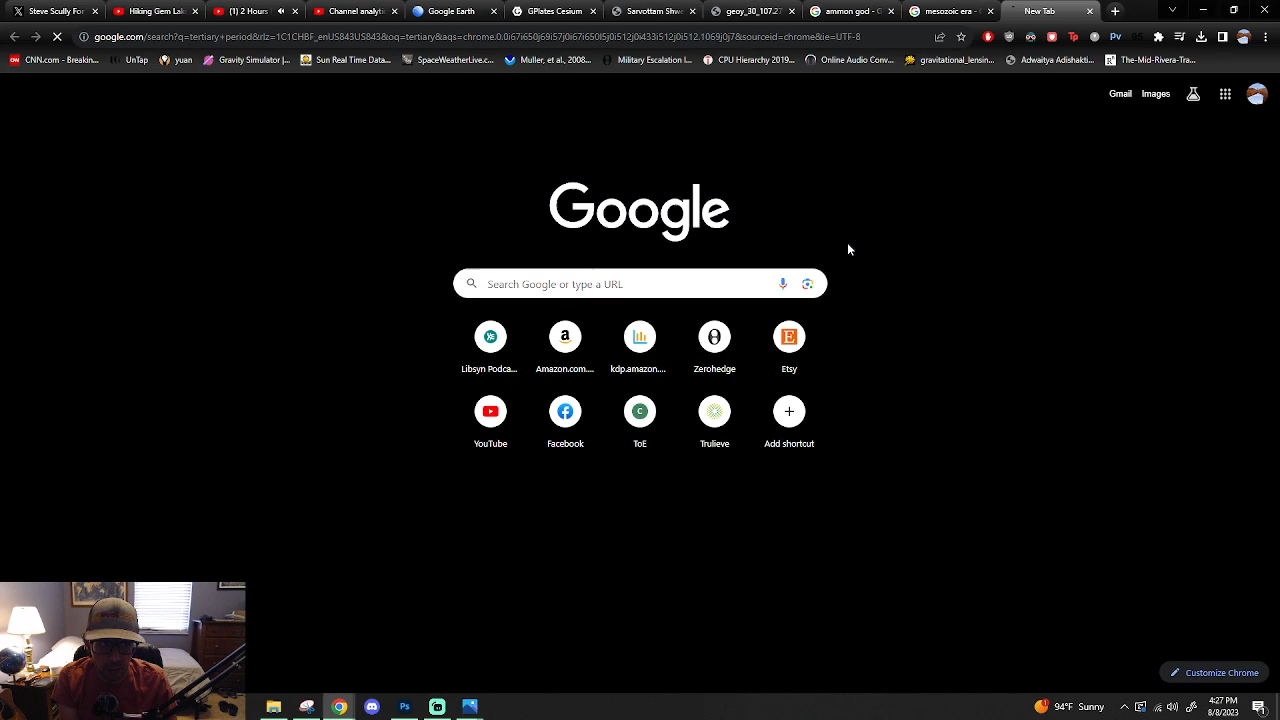 Steve Scully For
Hiking Gem Lak
(1) 2 Hours
Channel analytic
Google Earth
GPlates Cesium
Sarvottam Shw
geoy_30_107.27
ammon god - G
mesozoic era - G
New Tab
google.com/search?q=tertiary+period&rlz=1C1CHBF_enUS843US843&oq=tertiary&aqs=chrome.0.0i67i650j69i57j0i67i650l5j0i512j0i433i512j0i512.1069j0j7&sourceid=chrome&ie=UTF-8
CNN.com - Breakin...
UnTap
yuan
Gravity Simulator |...
Sun Real Time Data...
SpaceWeatherLive.c...
Muller, et al., 2008...
Military Escalation I...
CPU Hierarchy 2019...
Online Audio Conv...
gravitational_lensin...
Adwaitya Adishakti...
The-Mid-Rivera-Tra...
Gmail Images
Google
Search Google or type a URL
Libsyn Podca...
Amazon.com....
kdp.amazon....
Zerohedge
Etsy
YouTube
Facebook
ToE
Trulieve
Add shortcut
Customize Chrome
94°F Sunny
4:27 PM
8/8/2023